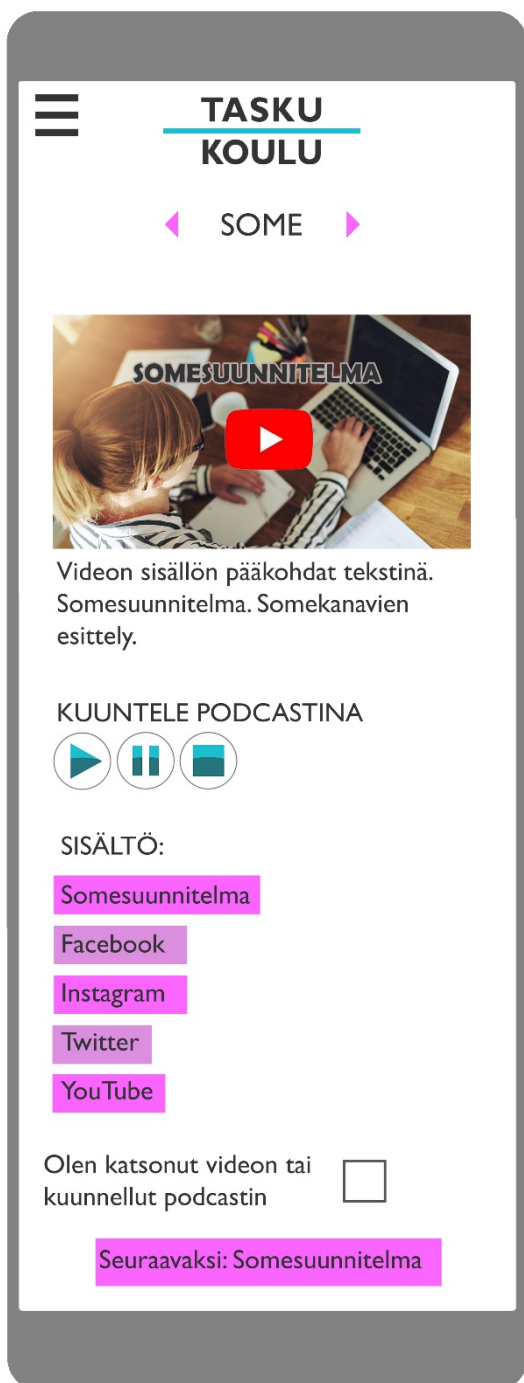 TASKU
KOULU
SOME
SOMESUUNNITELMA
Videon sisällön pääkohdat tekstinä.
Somesuunnitelma. Somekanavien
esittely.
KUUNTELE PODCASTINA
SISÄLTÖ:
Somesuunnitelma
Facebook
Instagram
Twitter
YouTube
Olen katsonut videon tai
kuunnellut podcastin
Seuraavaksi: Somesuunnitelma